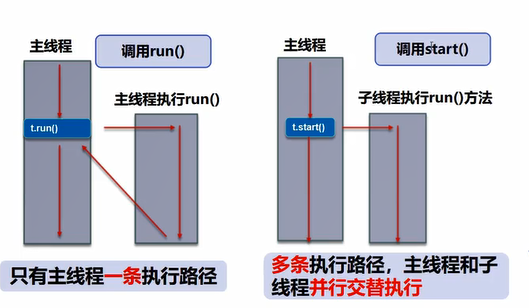 主线程
调用run()
主线程执行run()
t.run()
只有主线程一条执行路径
主线程
调用start()
子线程执行run()方法
t.start()
多条执行路径，主线程和子
线程并行交替执行